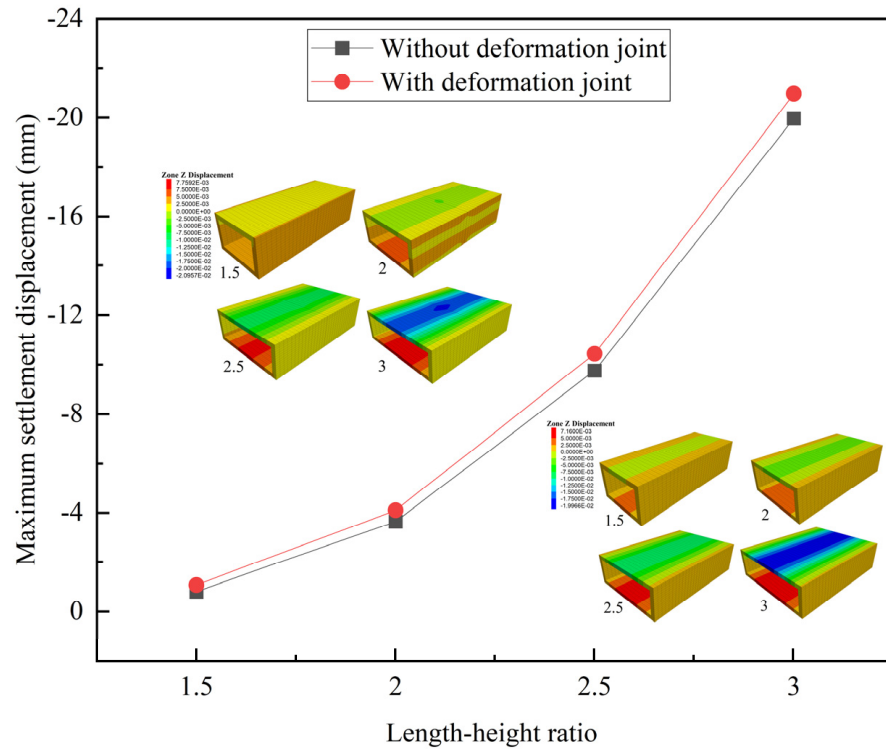 -24
-20
-16
-12
-8
-4
0
Maximum settlement displacement (mm)
Without deformation joint
With deformation joint
Zone Z Displacement
7.7592E-03
7.5000E-03
5.0000E-03
2.5000E-03
0.0000E+00
-2.5000E-03
-5.0000E-03
-7.5000E-03
-1.0000E-02
-1.2500E-02
-1.5000E-02
-1.7500E-02
-2.0000E-02
-2.0957E-02
1.5
2
2.5
3
Zone Z Displacement
7.1600E-03
5.0000E-03
2.5000E-03
0.0000E+00
-2.5000E-03
-5.0000E-03
-7.5000E-03
-1.0000E-02
-1.2500E-02
-1.5000E-02
-1.7500E-02
-1.9966E-02
1.5
2
2.5
3
1.5
2
2.5
3
Length-height ratio